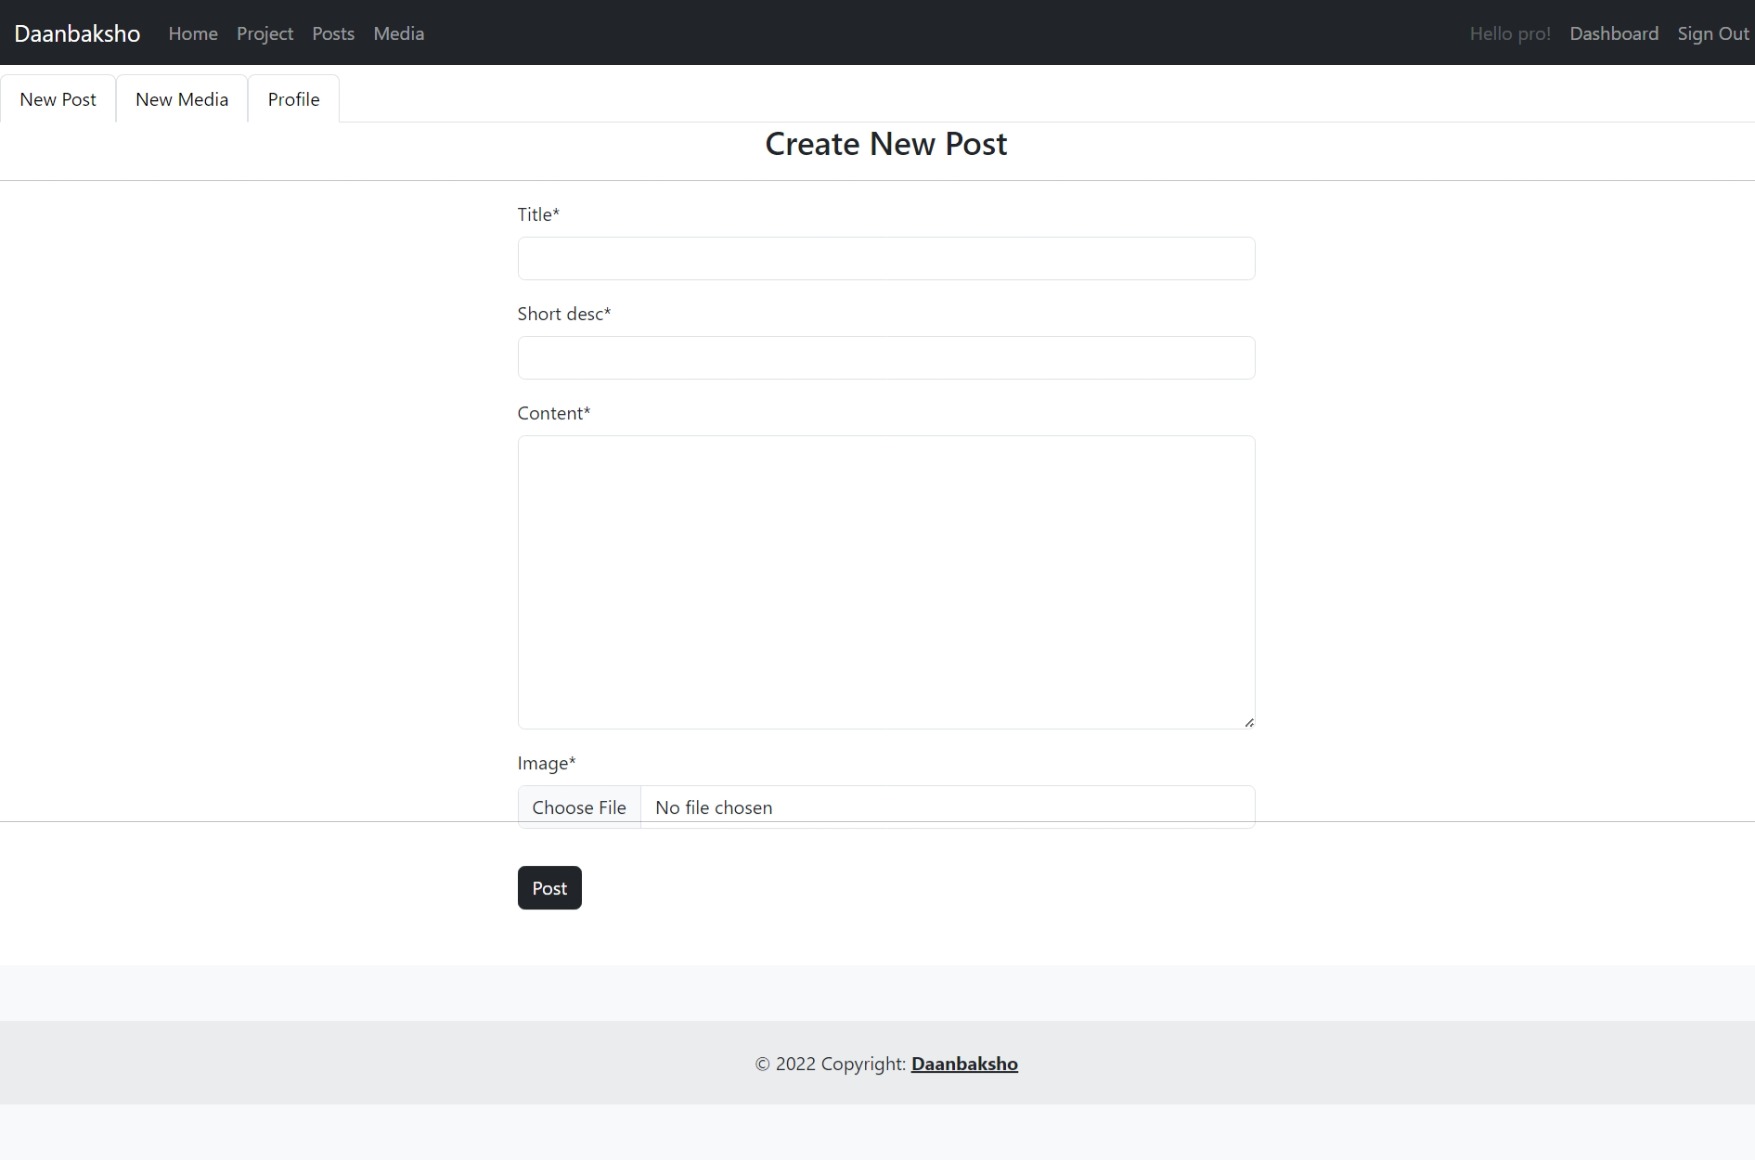 Daanbaksho Home Project Posts Media Hello pro! Dashboard Sign Out
New Post New Media Profile
Create New Post
Title*
Short desc*
Content*
Image*
Choose File No file chosen
Post
© 2022 Copyright: Daanbaksho